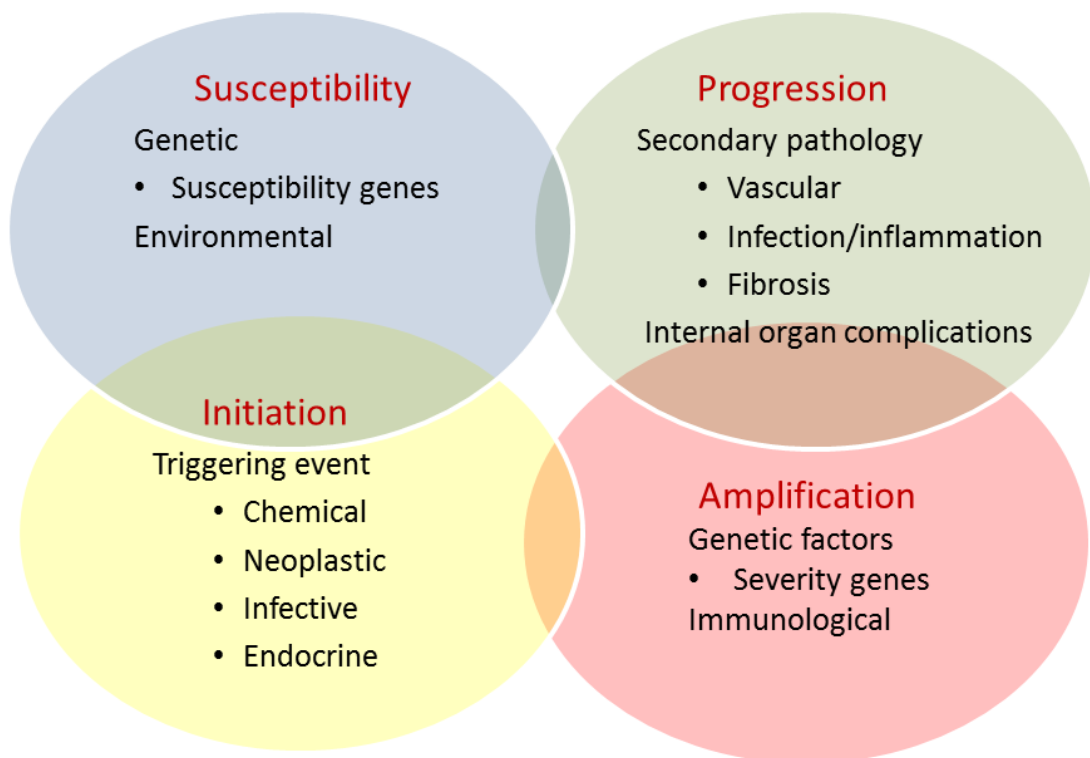 Susceptibility
Genetic
• Susceptibility genes
Environmental
Progression
Secondary pathology
• Vascular
• Infection/inflammation
• Fibrosis
Internal organ complications
Initiation
Triggering event
• Chemical
• Neoplastic
• Infective
• Endocrine
Amplification
Genetic factors
• Severity genes
Immunological